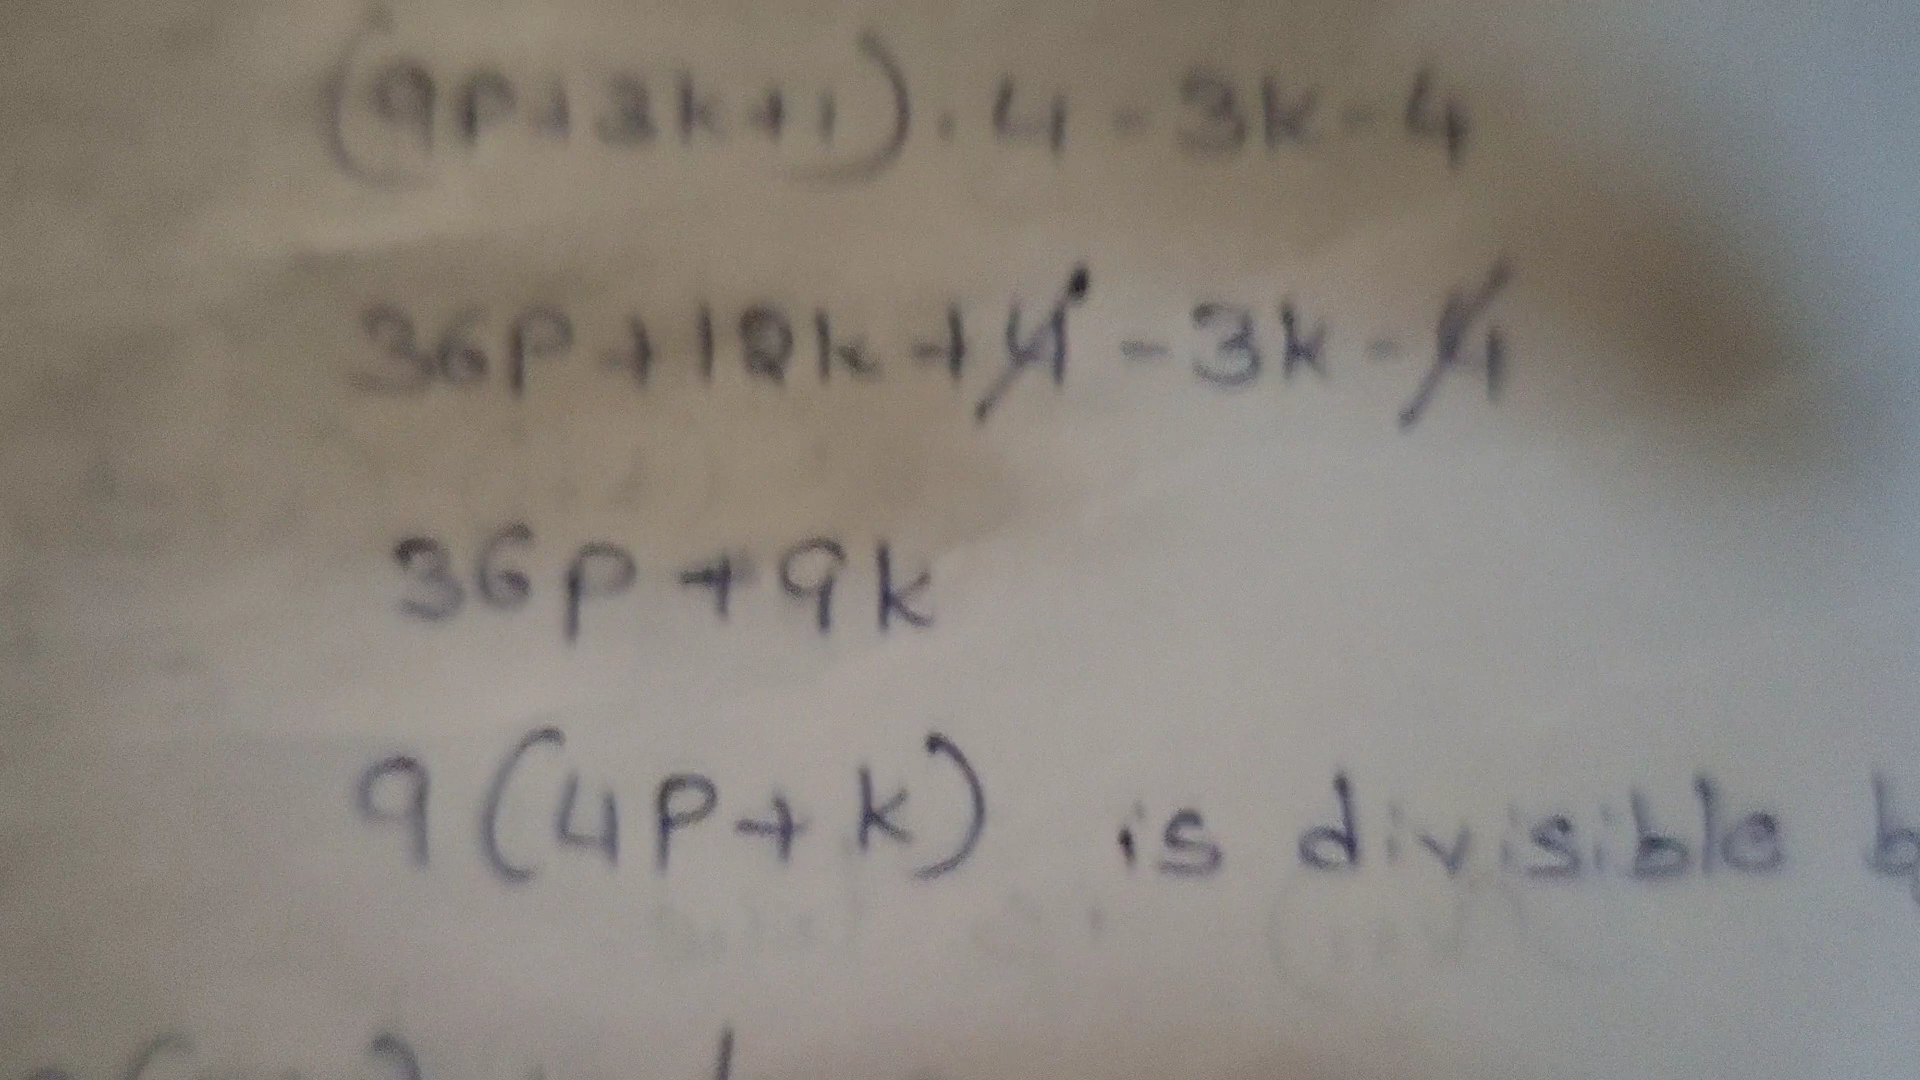 (9p+3k+1).4-3k-4
36p+12k+4-3k-4
36p+9k
9(4p+k) is divisible